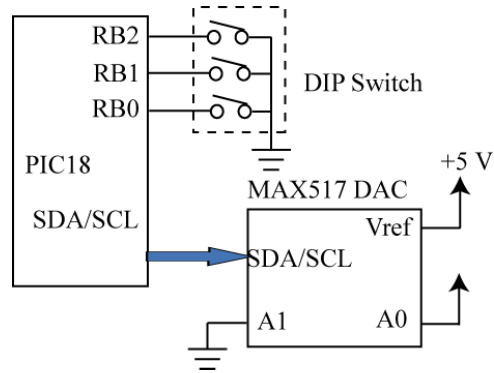 RB2
RB1
RB0
DIP Switch
PIC18
SDA/SCL
MAX517 DAC
+5 V
Vref
SDA/SCL
A1
A0